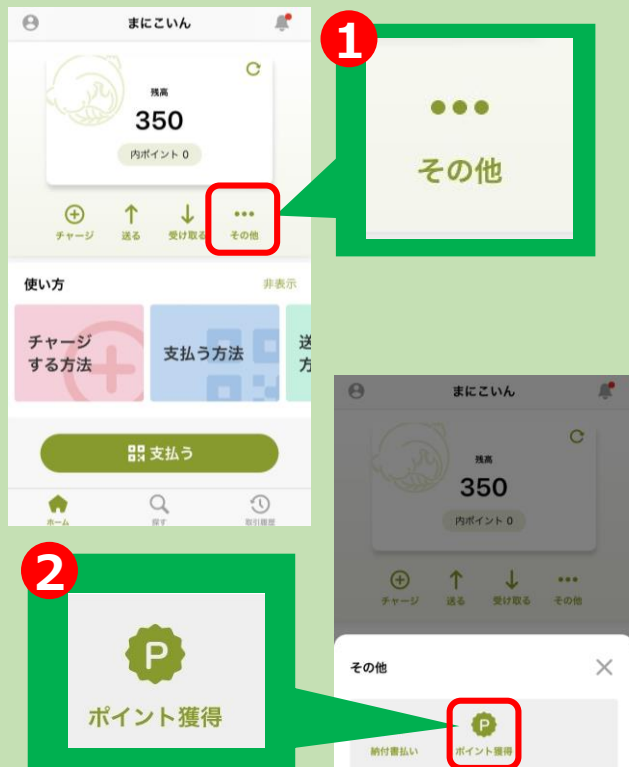 まにこいん
残高
350
内ポイント 0
チャージ
送る
受け取る
その他
1
その他
使い方
非表示
チャージ
する方法
支払う方法
送
方
支払う
ホーム
探す
取引履歴
2
P
ポイント獲得
まにこいん
残高
350
内ポイント 0
チャージ
送る
受け取る
その他
その他
納付書払い
P
ポイント獲得